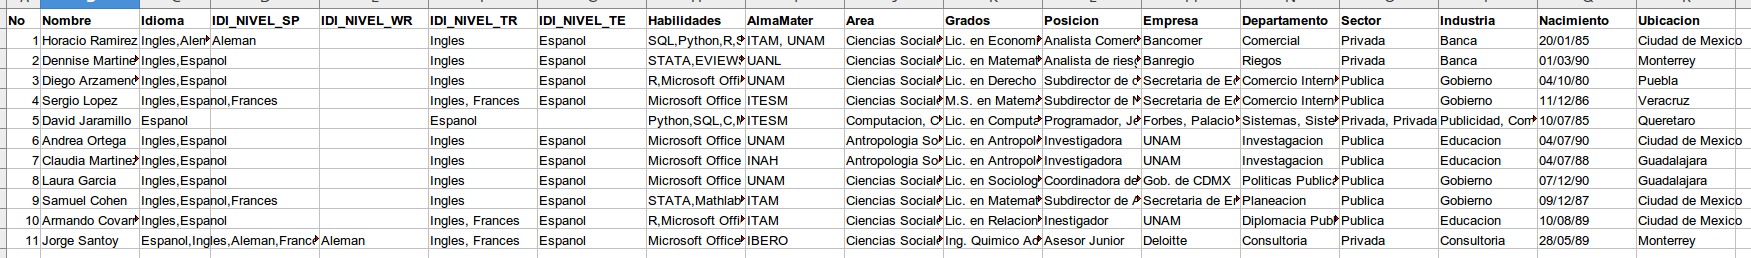 No Nombre Idioma IDI_NIVEL_SP IDI_NIVEL_WR IDI_NIVEL_TR IDI_NIVEL_TE Habilidades AlmaMater Area Grados Posicion Empresa Departamento Sector Industria Nacimiento Ubicacion
1 Horacio Ramirez Ingles,Alen Aleman Ingles Espanol SQL,Python,R,S ITAM, UNAM Ciencias Sociale Lic. en Econom Analista Comer Bancomer Comercial Privada Banca 20/01/85 Ciudad de Mexico
2 Dennise Martine Ingles,Espanol Ingles Espanol STATA,EVIEW UANL Ciencias Sociale Lic. en Matemat Analista de ries Banregio Riegos Privada Banca 01/03/90 Monterrey
3 Diego Arzamen Ingles,Espanol Ingles Espanol R,Microsoft Offi UNAM Ciencias Sociale Lic. en Derecho Subdirector de Secretaria de Ec Comercio Intern Publica Gobierno 04/10/80 Puebla
4 Sergio Lopez Ingles,Espanol,Frances Ingles, Frances Espanol Microsoft Office ITESM Ciencias Sociale M.S. en Matem Subdirector de Secretaria de Ec Comercio Intern Publica Gobierno 11/12/86 Veracruz
5 David Jaramillo Espanol Espanol Python,SQL,C, ITESM Computacion, C Lic. en Computa Programador, Je Forbes, Palacio Sistemas, Siste Privada, Privada Publicidad, Com 10/07/85 Queretaro
6 Andrea Ortega Ingles,Espanol Ingles Espanol Microsoft Office UNAM Antropologia So Lic. en Antropol Investigadora UNAM Investagacion Publica Educacion 04/07/90 Ciudad de Mexico
7 Claudia Martine Ingles,Espanol Ingles Espanol Microsoft Office INAH Antropologia So Lic. en Antropol Investigadora UNAM Investagacion Publica Educacion 04/07/88 Guadalajara
8 Laura Garcia Ingles,Espanol Ingles Espanol Microsoft Office UNAM Ciencias Sociale Lic. en Sociolog Coordinadora de Gob. de CDMX Politicas Public Publica Gobierno 07/12/90 Guadalajara
9 Samuel Cohen Ingles,Espanol,Frances Ingles Espanol STATA,Mathlab ITAM Ciencias Sociale Lic. en Matemat Subdirector de Secretaria de Planeacion Publica Gobierno 09/12/87 Ciudad de Mexico
10 Armando Covarr Ingles,Espanol Ingles, Frances Espanol R,Microsoft Offi ITAM Ciencias Sociale Lic. en Relacion Inestigador UNAM Diplomacia Pub Publica Educacion 10/08/89 Ciudad de Mexico
11 Jorge Santoy Espanol,Ingles,Aleman,Franc Aleman Ingles, Frances Espanol Microsoft Office IBERO Ciencias Sociale Ing. Quimico Ad Asesor Junior Deloitte Consultoria Privada Consultoria 28/05/89 Monterrey